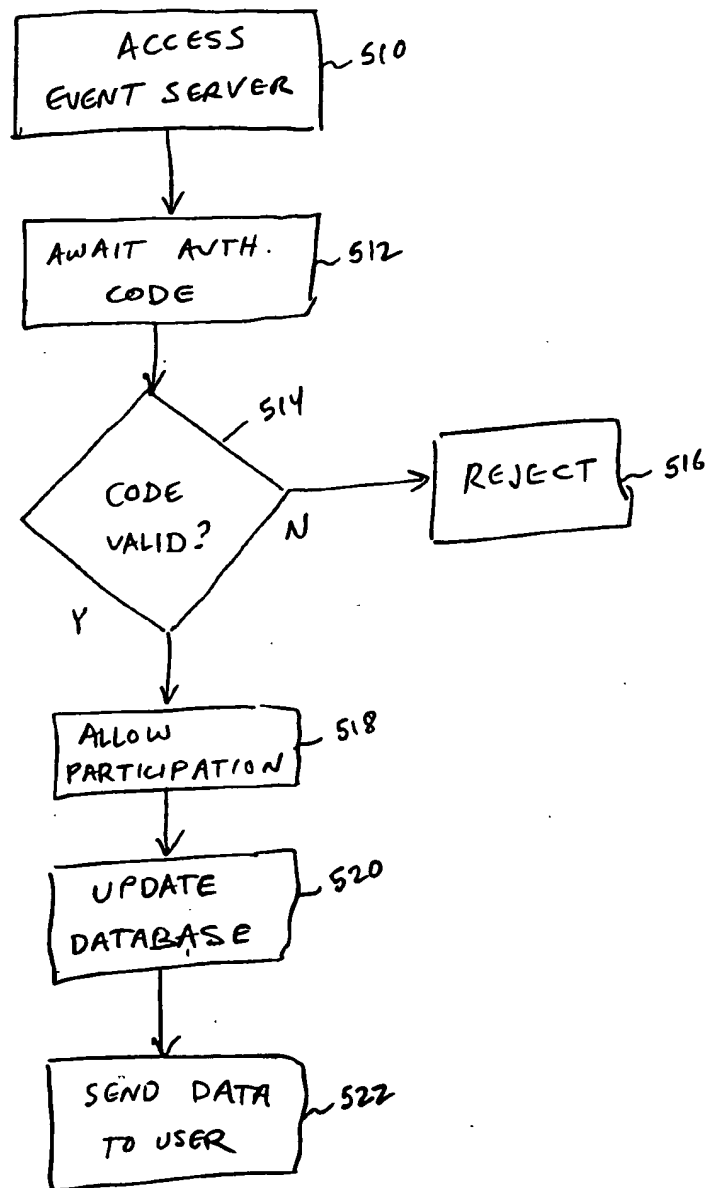 ACCESS
EVENT SERVER
510
AWAIT AUTH.
CODE
512
514
CODE
VALID?
N
Y
REJECT
516
ALLOW
PARTICIPATION
518
UPDATE
DATABASE
520
SEND DATA
TO USER
522